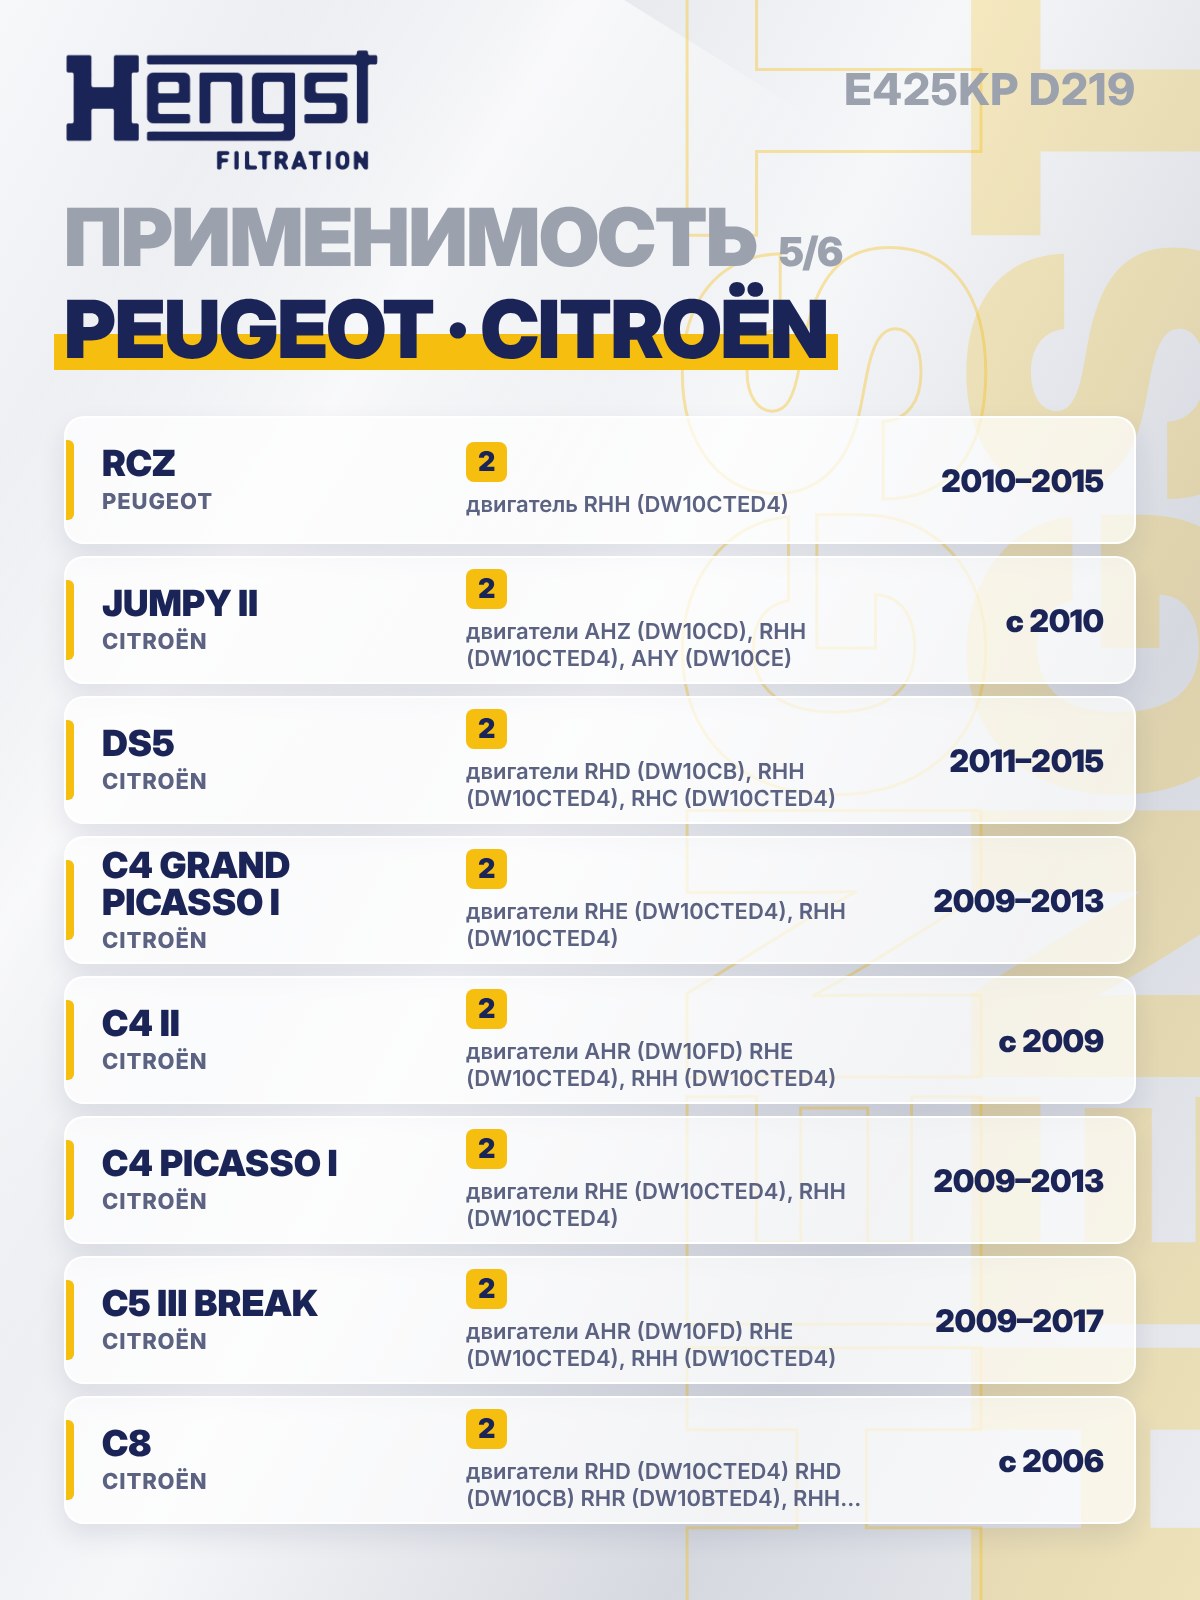 Hengst
FILTRATION
E425KP D219
ПРИМЕНИМОСТЬ 5/6
PEUGEOT · CITROËN
RCZ
PEUGEOT
2
двигатель RHH (DW10CTED4)
2010–2015
JUMPY II
CITROËN
2
двигатели AHZ (DW10CD), RHH
(DW10CTED4), AHY (DW10CE)
с 2010
DS5
CITROËN
2
двигатели RHD (DW10CB), RHH
(DW10CTED4), RHC (DW10CTED4)
2011–2015
C4 GRAND
PICASSO I
CITROËN
2
двигатели RHE (DW10CTED4), RHH
(DW10CTED4)
2009–2013
C4 II
CITROËN
2
двигатели AHR (DW10FD) RHE
(DW10CTED4), RHH (DW10CTED4)
с 2009
C4 PICASSO I
CITROËN
2
двигатели RHE (DW10CTED4), RHH
(DW10CTED4)
2009–2013
C5 III BREAK
CITROËN
2
двигатели AHR (DW10FD) RHE
(DW10CTED4), RHH (DW10CTED4)
2009–2017
C8
CITROËN
2
двигатели RHD (DW10CTED4) RHD
(DW10CB) RHR (DW10BTED4), RHH...
с 2006
HENGST